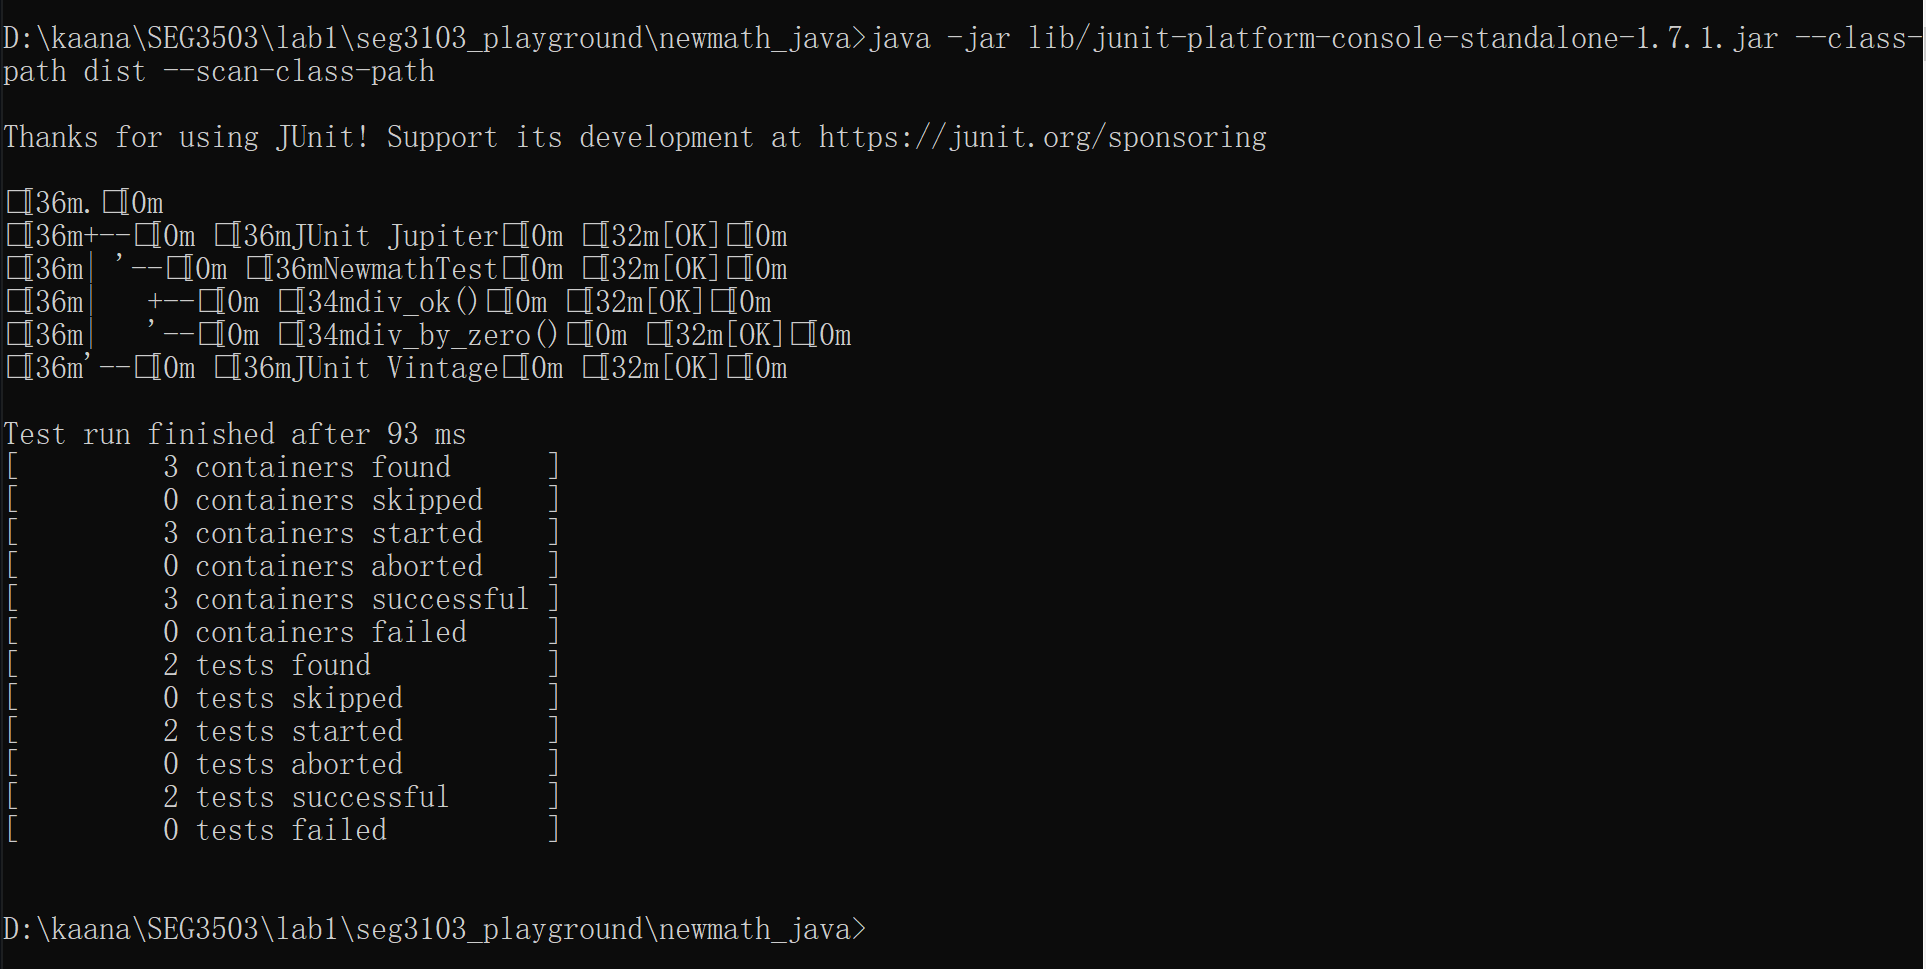 D:\kaana\SEG3503\lab1\seg3103_playground\newmath_java>java -jar lib/junit-platform-console-standalone-1.7.1.jar --class-
path dist --scan-class-path
Thanks for using JUnit! Support its development at https://junit.org/sponsoring
□[36m.□[0m
□[36m+--□[0m □[36mJUnit Jupiter□[0m □[32m[OK]□[0m
□[36m| '--□[0m □[36mNewmathTest□[0m □[32m[OK]□[0m
□[36m|   +--□[0m □[34mdiv_ok()□[0m □[32m[OK]□[0m
□[36m|   '--□[0m □[34mdiv_by_zero()□[0m □[32m[OK]□[0m
□[36m'--□[0m □[36mJUnit Vintage□[0m □[32m[OK]□[0m
Test run finished after 93 ms
[         3 containers found      ]
[         0 containers skipped    ]
[         3 containers started    ]
[         0 containers aborted    ]
[         3 containers successful ]
[         0 containers failed     ]
[         2 tests found           ]
[         0 tests skipped         ]
[         2 tests started         ]
[         0 tests aborted         ]
[         2 tests successful      ]
[         0 tests failed          ]
D:\kaana\SEG3503\lab1\seg3103_playground\newmath_java>